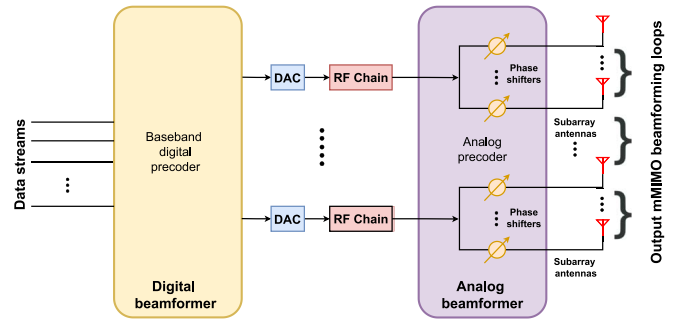 Data streams
Baseband
digital
precoder
Digital
beamformer
DAC
RF Chain
DAC
RF Chain
Phase
shifters
Analog
precoder
Phase
shifters
Analog
beamformer
Subarray
antennas
Subarray
antennas
Output mMIMO beamforming loops